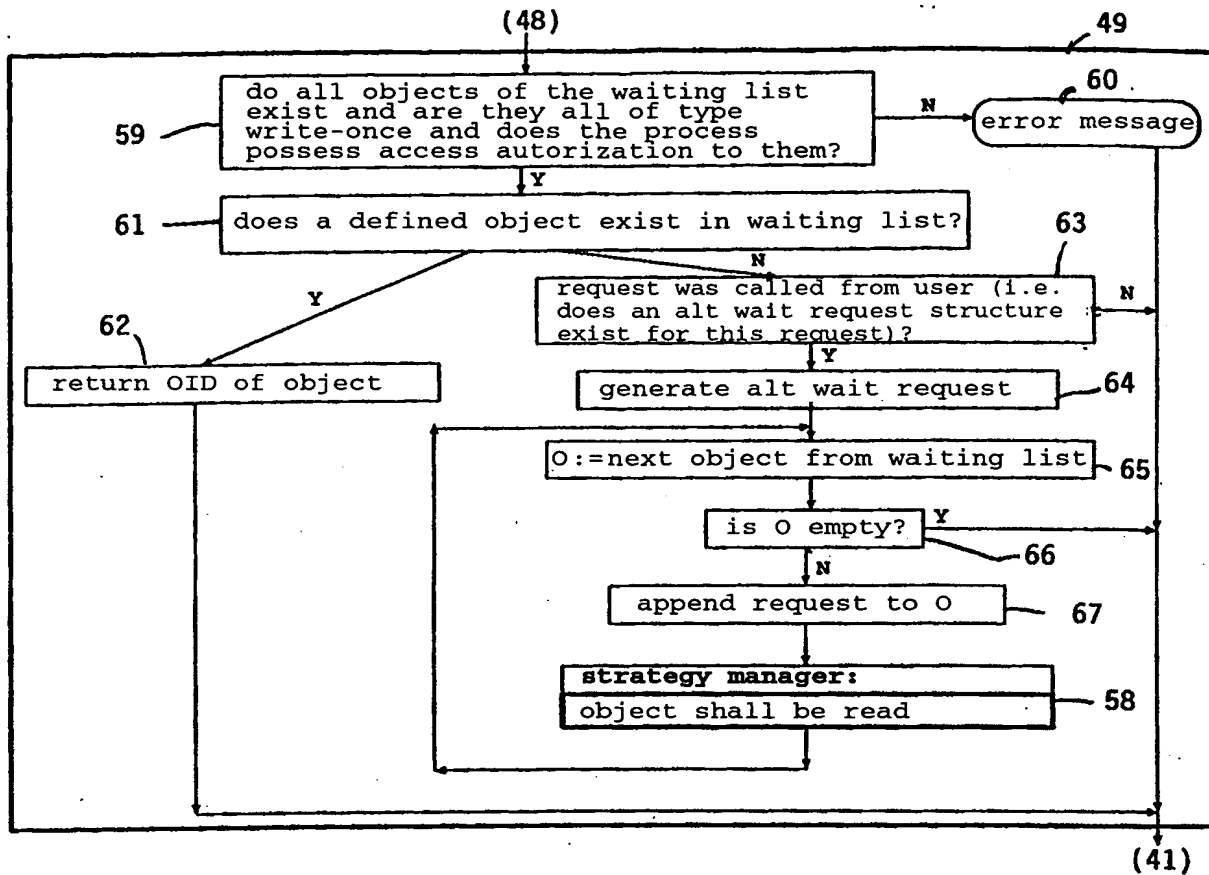 (48)
49
do all objects of the waiting list
exist and are they all of type
write-once and does the process
possess access autorization to them?
59
N
60
error message
Y
61
does a defined object exist in waiting list?
63
N
Y
request was called from user (i.e.
does an alt wait request structure
exist for this request)?
N
62
return OID of object
Y
generate alt wait request
64
O:=next object from waiting list
65
is O empty?
Y
66
N
append request to O
67
strategy manager:
object shall be read
58
(41)